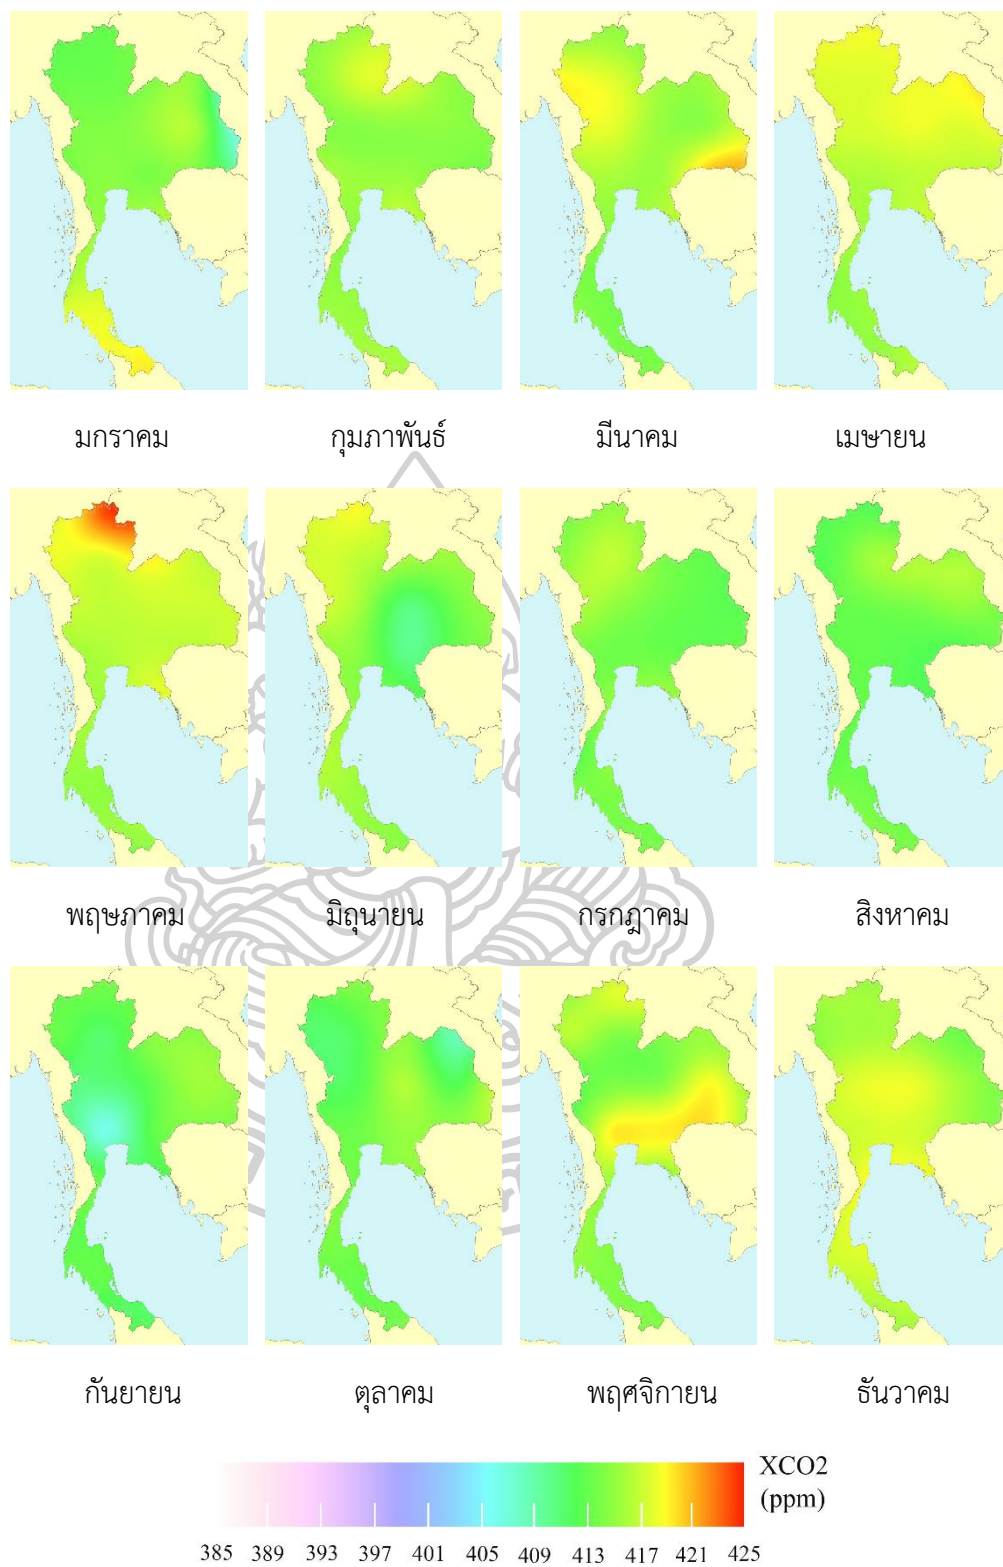 มกราคม กุมภาพันธ์ มีนาคม เมษายน
พฤษภาคม มิถุนายน กรกฎาคม สิงหาคม
กันยายน ตุลาคม พฤศจิกายน ธันวาคม
XCO2
(ppm)
385 389 393 397 401 405 409 413 417 421 425